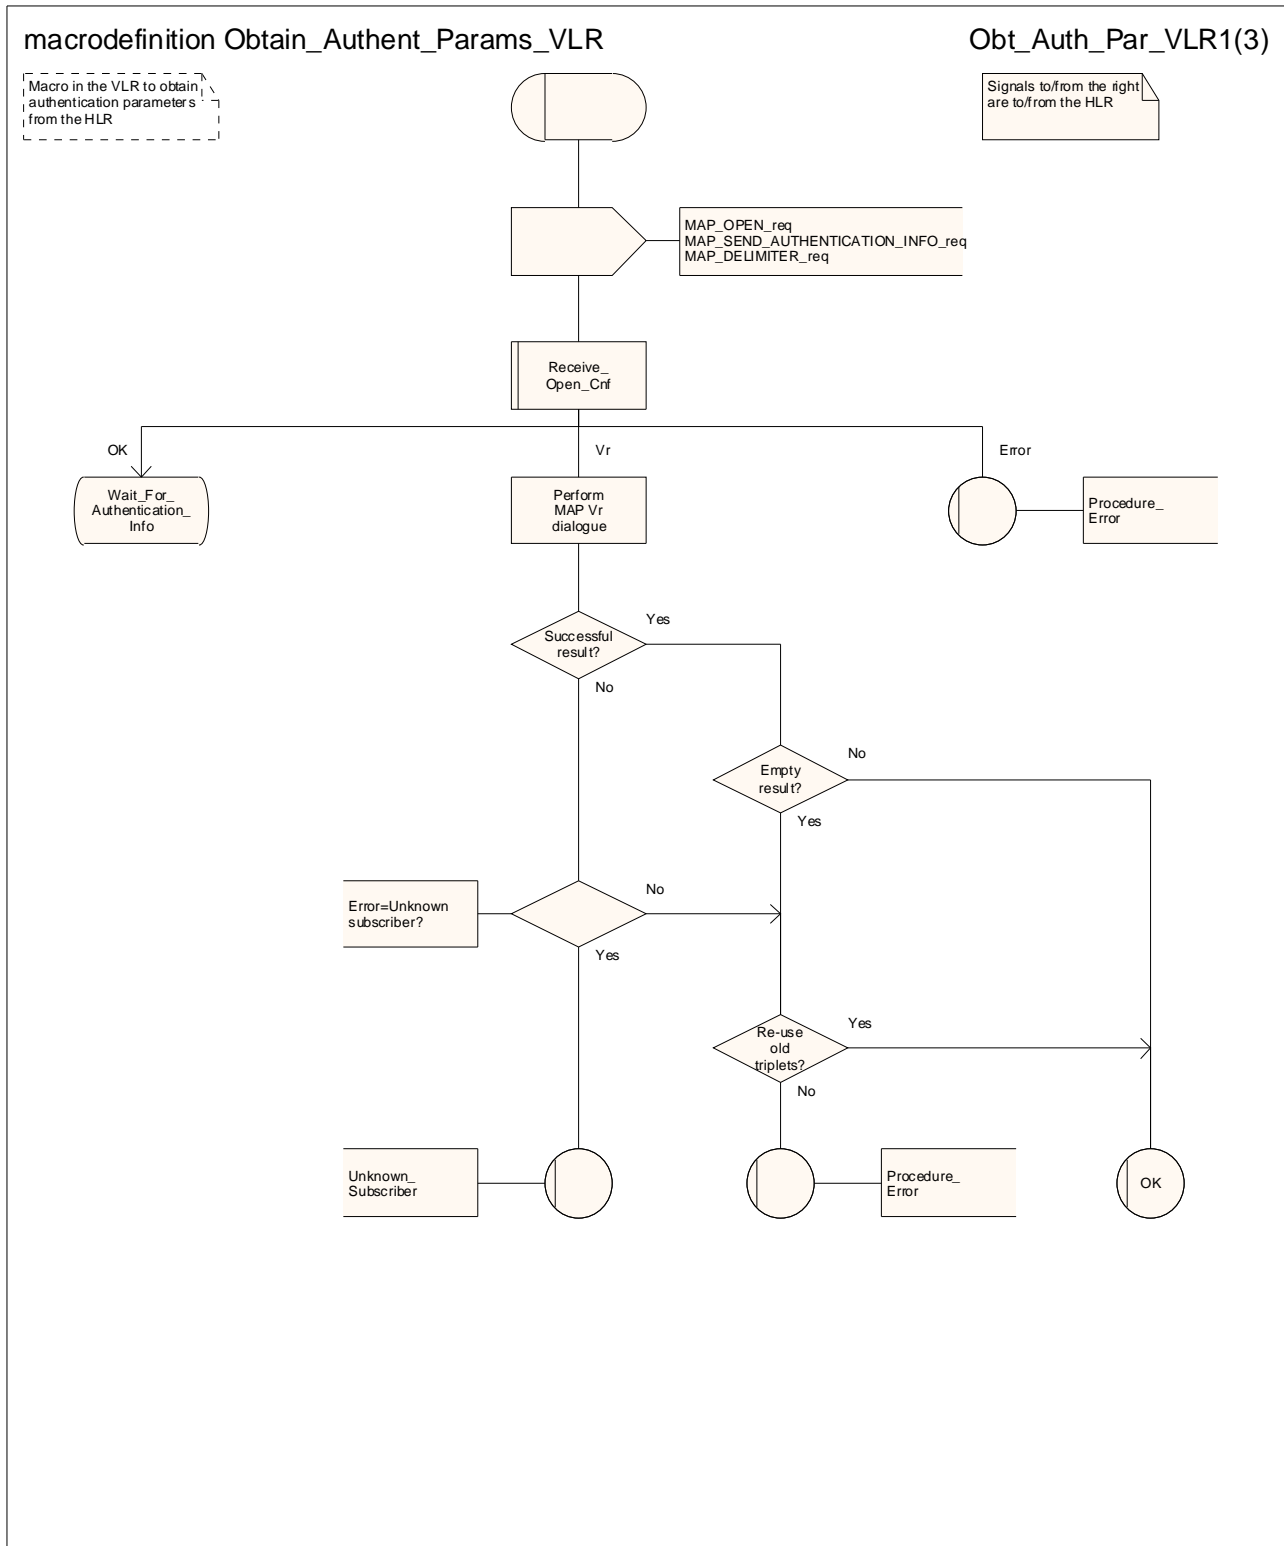 macrodefinition Obtain_Authent_Params_VLR
Obt_Auth_Par_VLR1(3)
Macro in the VLR to obtain
authentication parameters
from the HLR
Signals to/from the right
are to/from the HLR
MAP_OPEN_req
MAP_SEND_AUTHENTICATION_INFO_req
MAP_DELIMITER_req
Receive_
Open_Cnf
OK
Vr
Error
Wait_For_
Authentication_
Info
Perform
MAP Vr
dialogue
Procedure_
Error
Successful
result?
Yes
No
Empty
result?
No
Yes
Error=Unknown
subscriber?
No
Yes
Re-use
old
triplets?
Yes
No
Unknown_
Subscriber
Procedure_
Error
OK